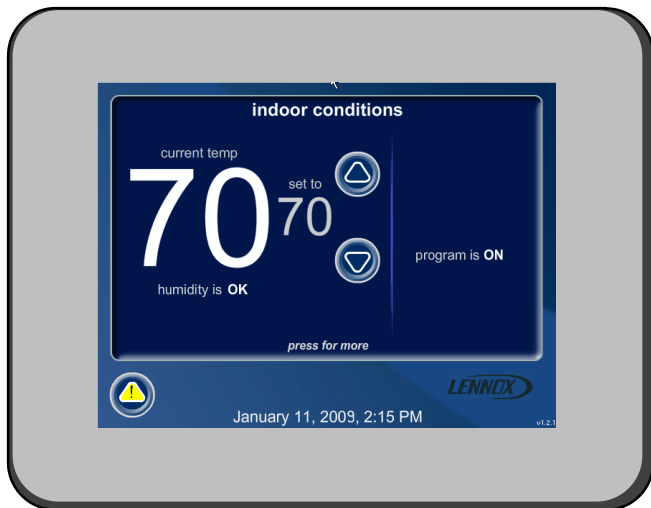 indoor conditions
current temp
70
set to
70
humidity is OK
program is ON
press for more
!
LENNOX
January 11, 2009, 2:15 PM
v1.2.1